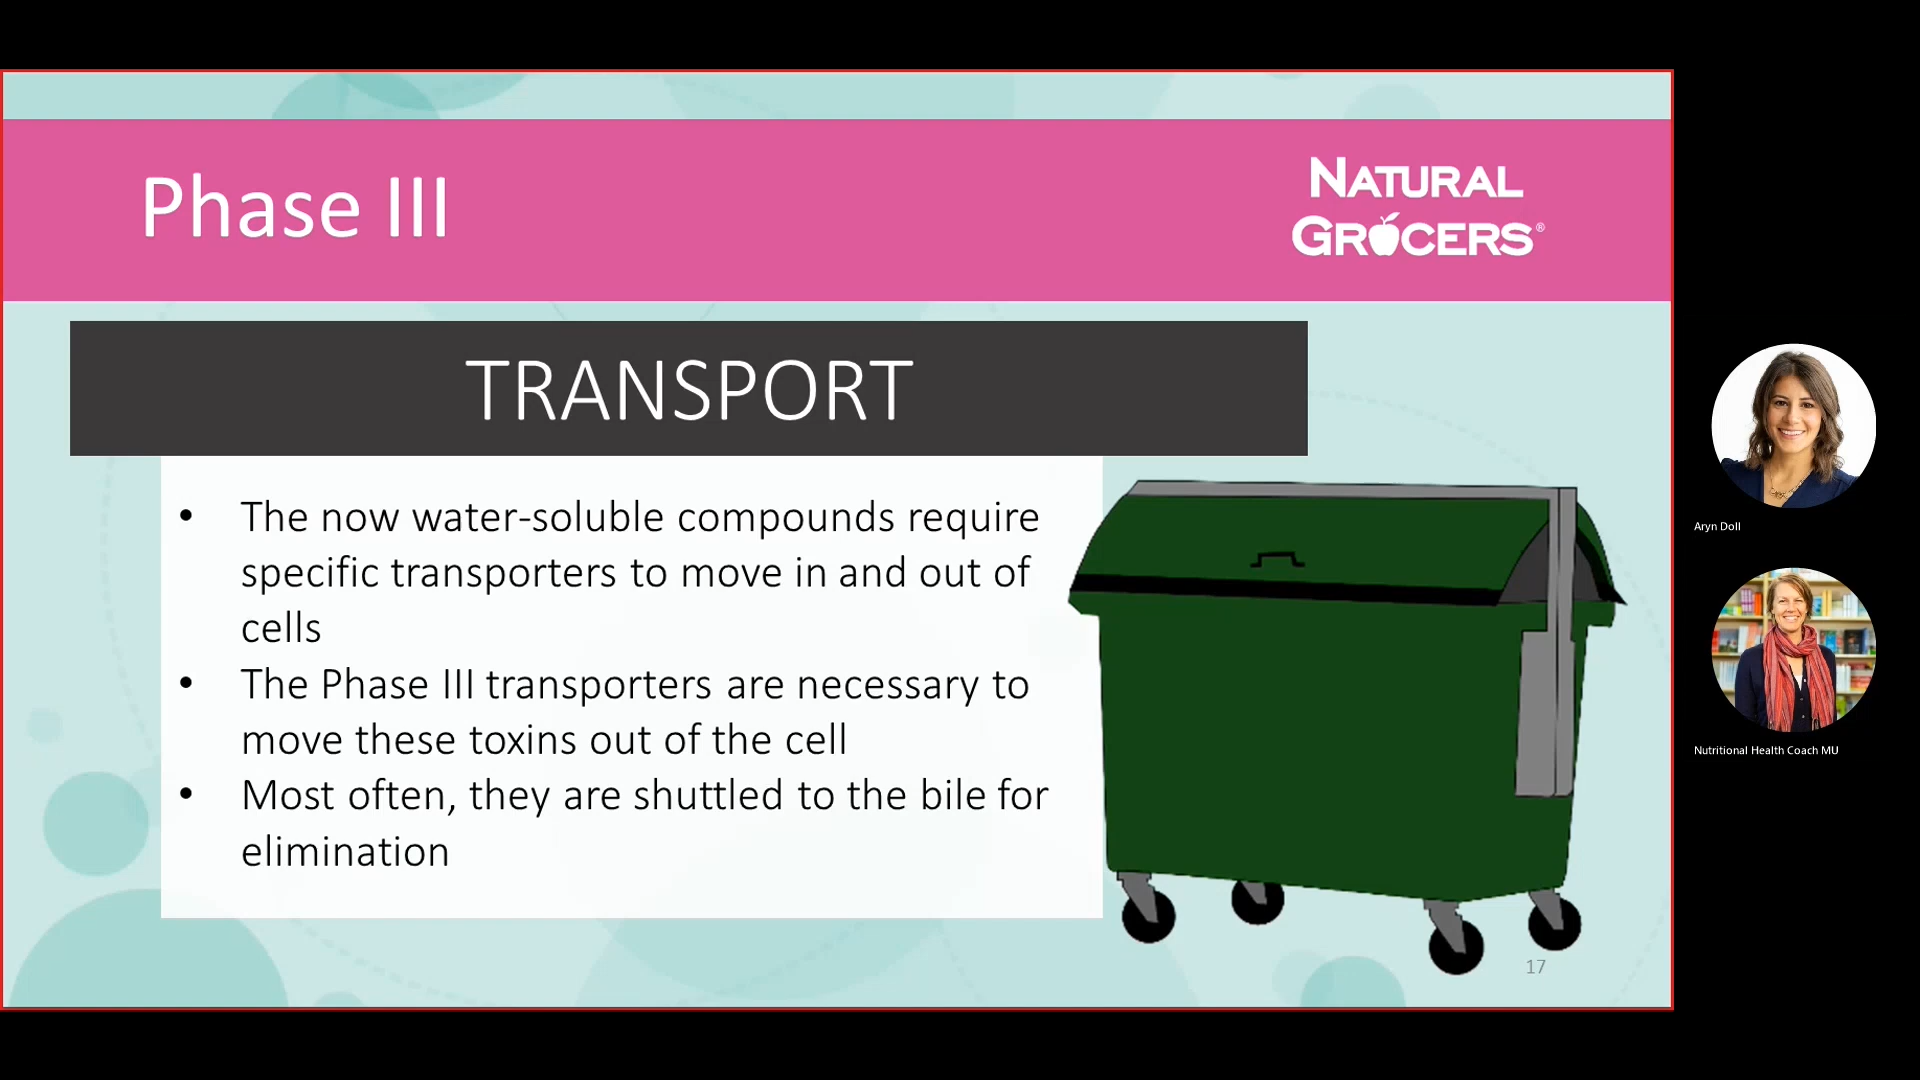 Phase III
NATURAL
GROCERS®
TRANSPORT
• The now water-soluble compounds require
specific transporters to move in and out of
cells
• The Phase III transporters are necessary to
move these toxins out of the cell
• Most often, they are shuttled to the bile for
elimination
17
Aryn Doll
Nutritional Health Coach MU